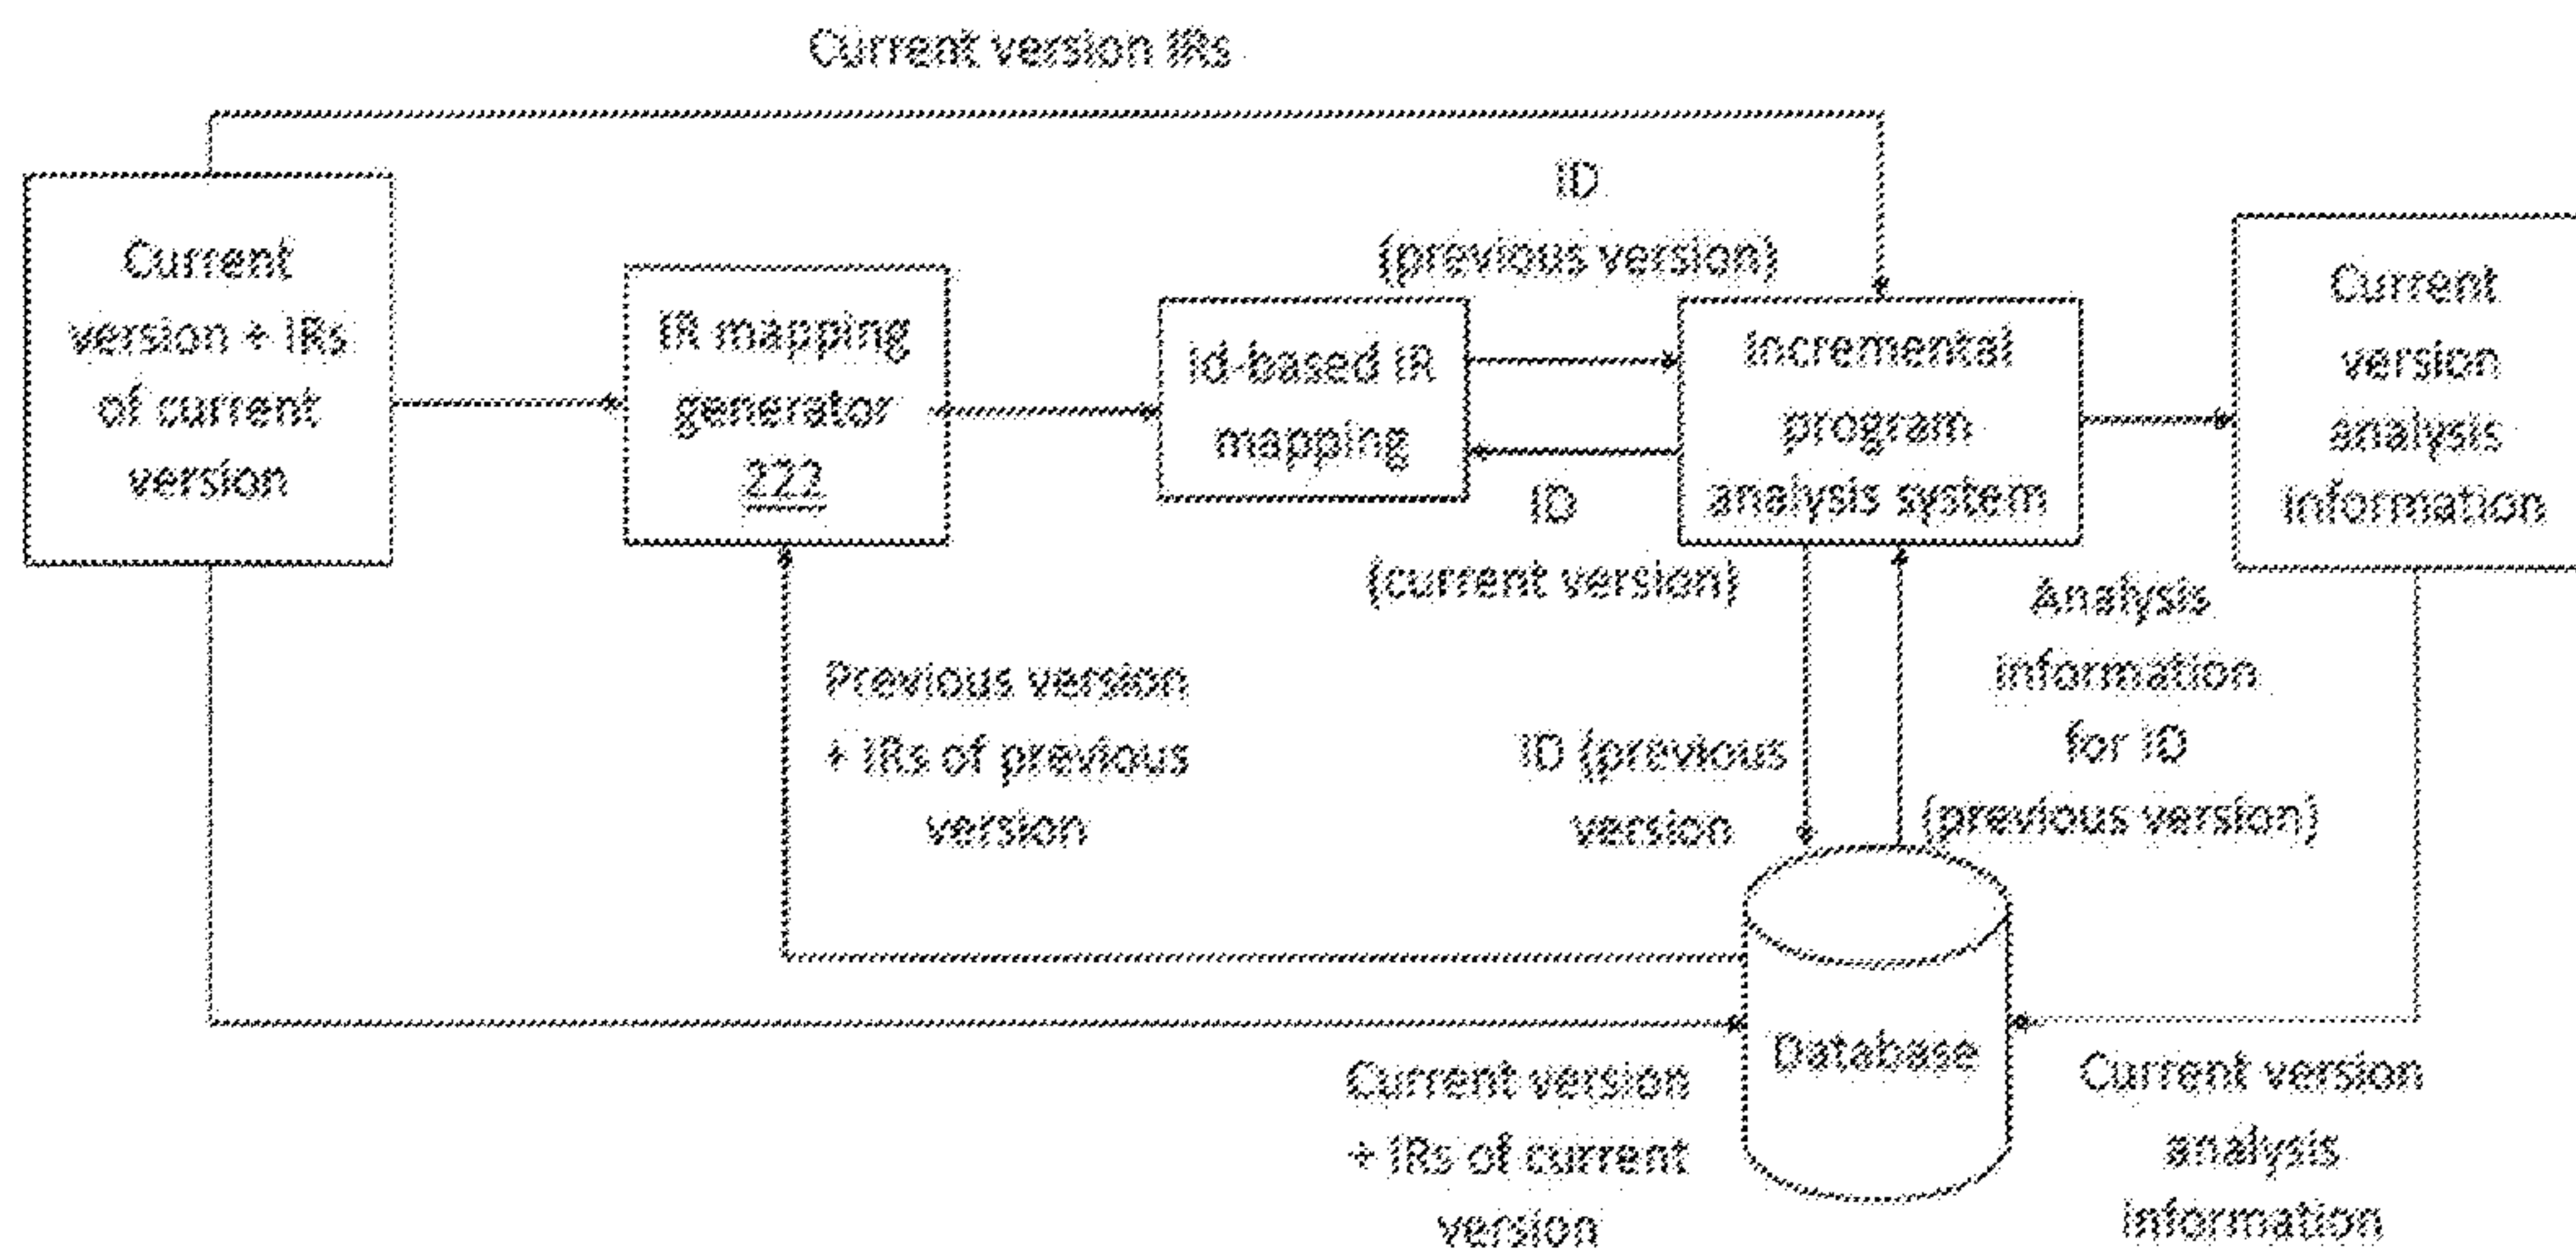 Current version IRs
Current
version + IRs
of current
version
IR mapping
generator
222
ID
(previous version)
Id-based IR
mapping
ID
(current version)
Incremental
program
analysis system
Current
version
analysis
information
Previous version
+ IRs of previous
version
ID (previous
version
Analysis
information
for ID
(previous version)
Database
Current version
+ IRs of current
version
Current version
analysis
information